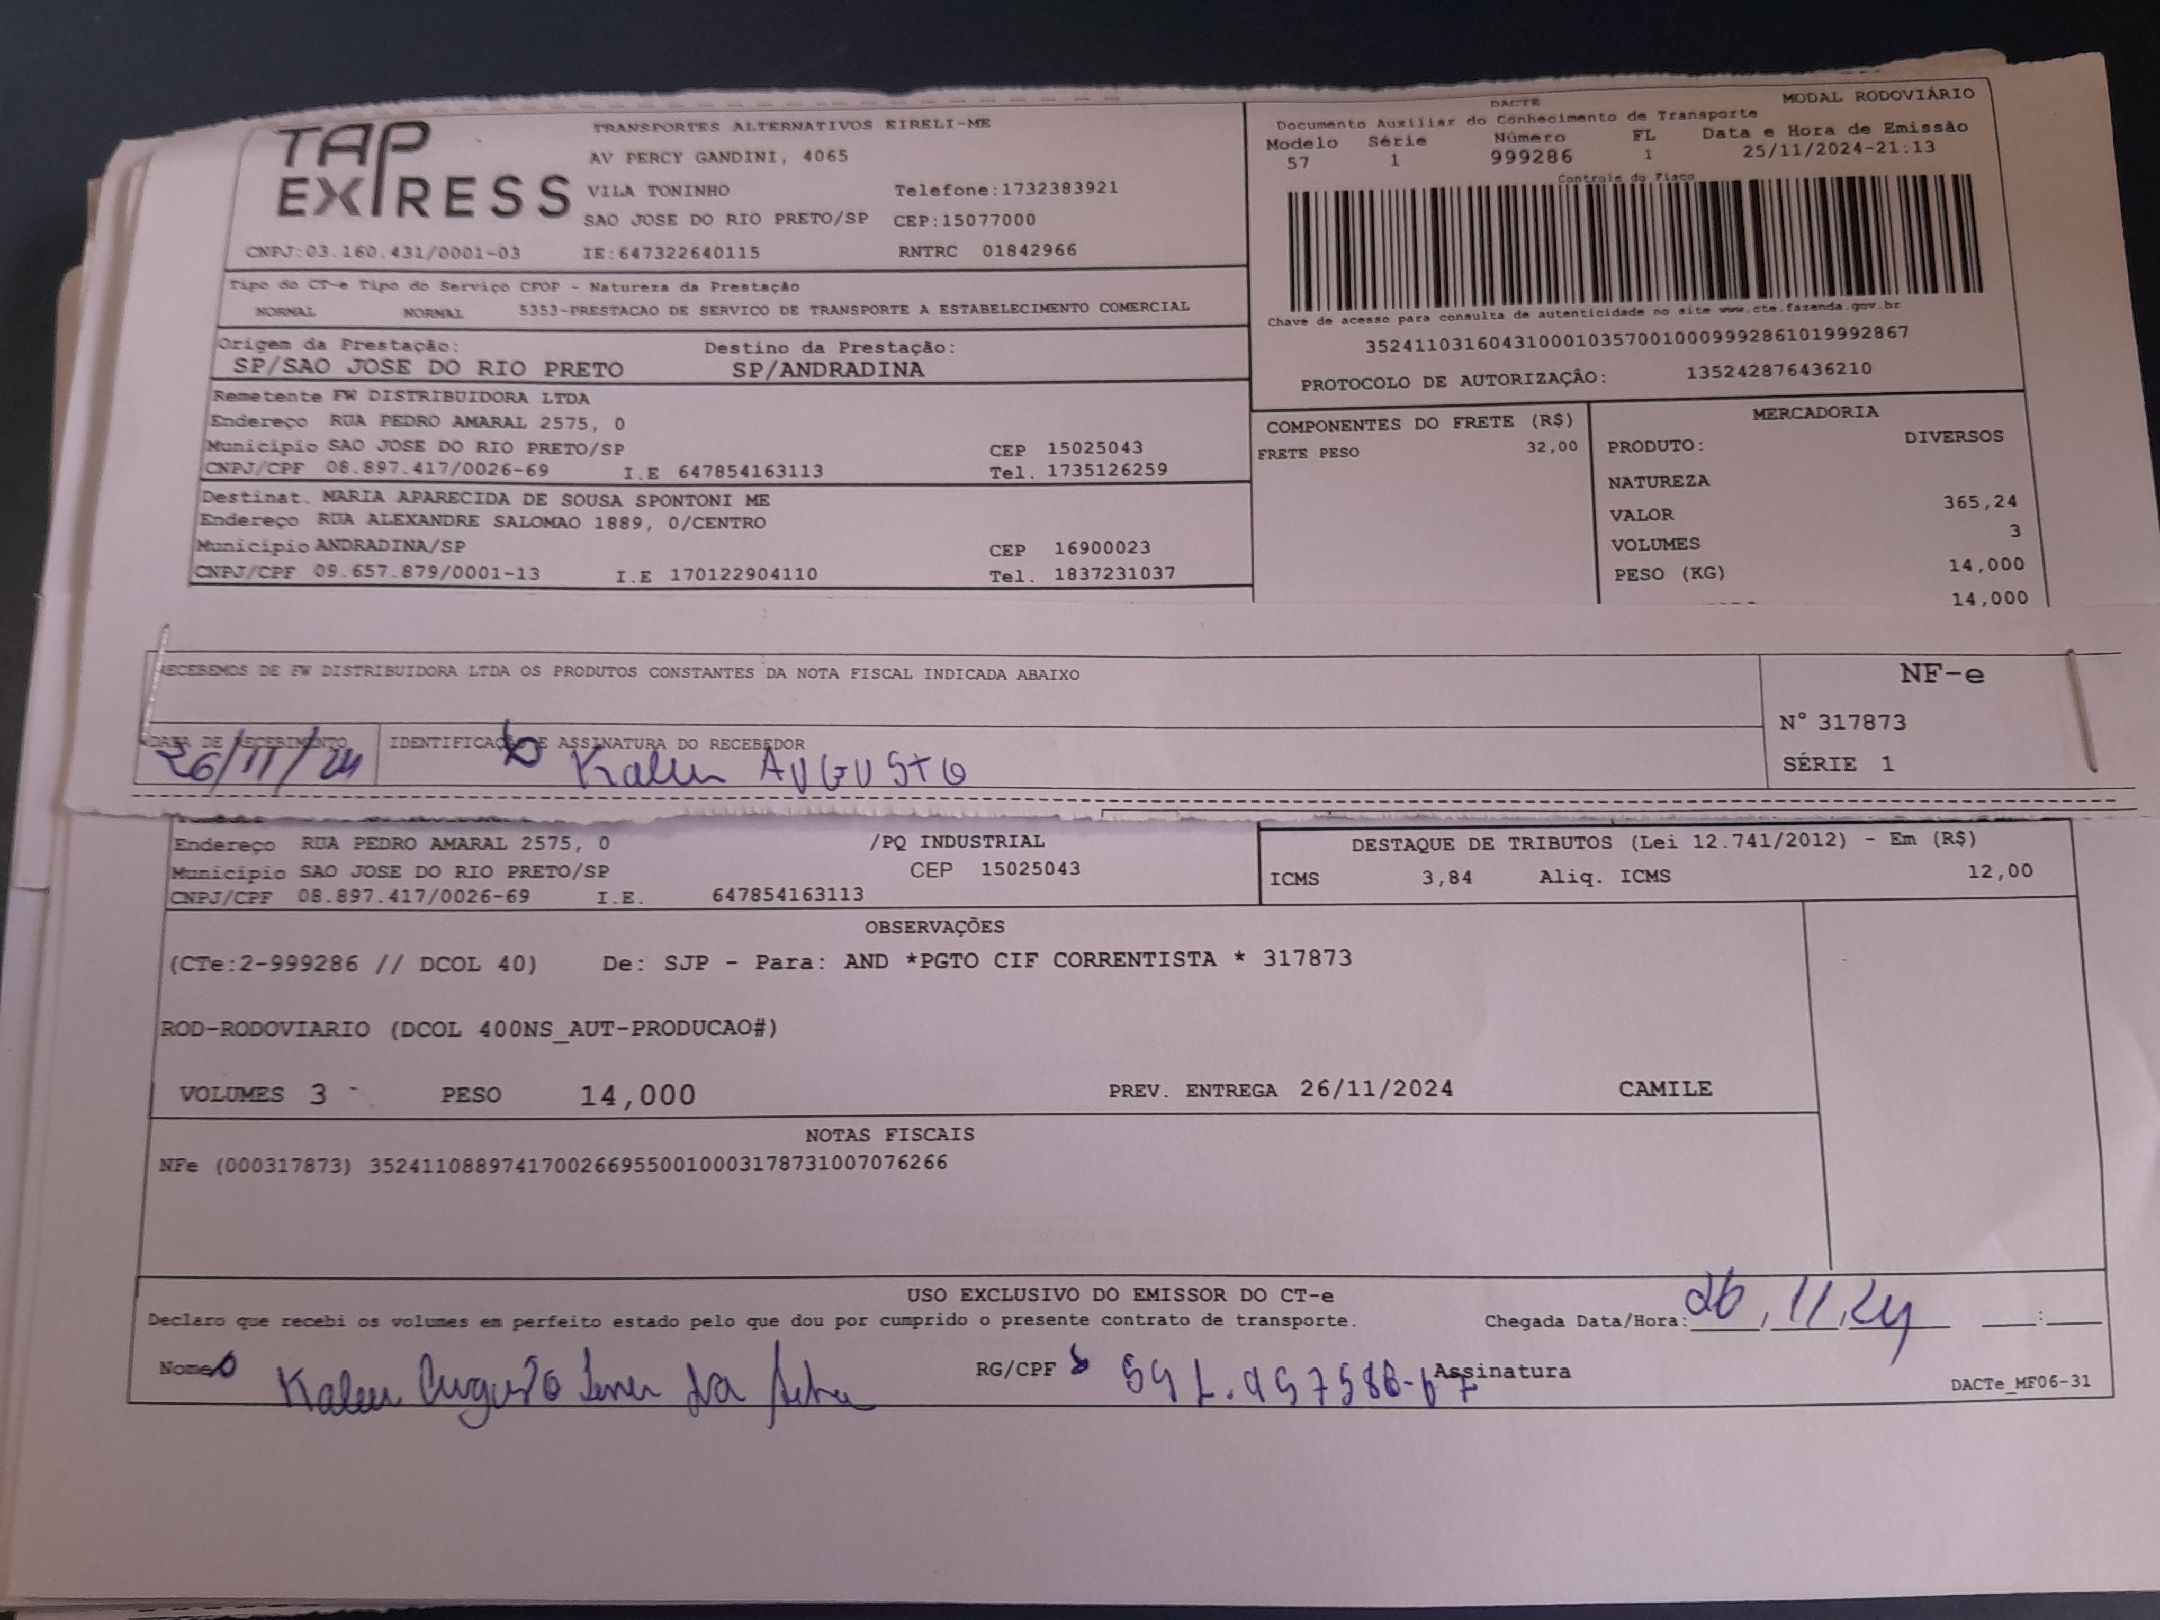 TAP EXPRESS
TRANSPORTES ALTERNATIVOS EIRELI-ME
AV PERCY GANDINI, 4065
VILA TONINHO Telefone:1732383921
SAO JOSE DO RIO PRETO/SP CEP:15077000
CNPJ:03.160.431/0001-03 IE:647322640115 RNTRC 01842966
DACTE MODAL RODOVIÁRIO
Documento Auxiliar do Conhecimento de Transporte
Modelo Série Número FL Data e Hora de Emissão
57 1 999286 1 25/11/2024-21:13
Controle do Fisco
Chave de acesso para consulta de autenticidade no site www.cte.fazenda.gov.br
35241103160431000103570010009992861019992867
PROTOCOLO DE AUTORIZAÇÃO: 135242876436210
Tipo do CT-e Tipo do Serviço CFOP - Natureza da Prestação
NORMAL NORMAL 5353-PRESTACAO DE SERVICO DE TRANSPORTE A ESTABELECIMENTO COMERCIAL
Origem da Prestação: Destino da Prestação:
SP/SAO JOSE DO RIO PRETO SP/ANDRADINA
Remetente FW DISTRIBUIDORA LTDA
Endereço RUA PEDRO AMARAL 2575, 0
Município SAO JOSE DO RIO PRETO/SP CEP 15025043
CNPJ/CPF 08.897.417/0026-69 I.E 647854163113 Tel. 1735126259
Destinat. MARIA APARECIDA DE SOUSA SPONTONI ME
Endereço RUA ALEXANDRE SALOMAO 1889, 0/CENTRO
Município ANDRADINA/SP CEP 16900023
CNPJ/CPF 09.657.879/0001-13 I.E 170122904110 Tel. 1837231037
COMPONENTES DO FRETE (R$)
FRETE PESO 32,00
MERCADORIA
PRODUTO: DIVERSOS
NATUREZA
VALOR 365,24
VOLUMES 3
PESO (KG) 14,000
14,000
RECEBEMOS DE FW DISTRIBUIDORA LTDA OS PRODUTOS CONSTANTES DA NOTA FISCAL INDICADA ABAIXO
NF-e
N° 317873
SÉRIE 1
DATA DE RECEBIMENTO IDENTIFICAÇÃO E ASSINATURA DO RECEBEDOR
26/11/24 AUGUSTO
Endereço RUA PEDRO AMARAL 2575, 0 /PQ INDUSTRIAL
Município SAO JOSE DO RIO PRETO/SP CEP 15025043
CNPJ/CPF 08.897.417/0026-69 I.E. 647854163113
DESTAQUE DE TRIBUTOS (Lei 12.741/2012) - Em (R$)
ICMS 3,84 Aliq. ICMS 12,00
OBSERVAÇÕES
(CTe:2-999286 // DCOL 40) De: SJP - Para: AND *PGTO CIF CORRENTISTA * 317873
ROD-RODOVIARIO (DCOL 400NS_AUT-PRODUCAO#)
VOLUMES 3 PESO 14,000 PREV. ENTREGA 26/11/2024 CAMILE
NOTAS FISCAIS
NFe (000317873) 35241108897417002669550010003178731007076266
USO EXCLUSIVO DO EMISSOR DO CT-e
Declaro que recebi os volumes em perfeito estado pelo que dou por cumprido o presente contrato de transporte. Chegada Data/Hora: 26,11,24 :
Nome Augusto da RG/CPF Assinatura
DACTe_MF06-31